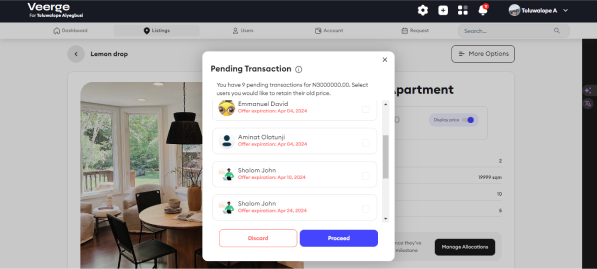 Veerge
For Toluwalope Aiyegbusi
Toluwalope A
Dashboard
Listings
Users
Account
Request
Search...
Lemon drop
More Options
Pending Transaction
You have 9 pending transactions for N3000000.00. Select
users you would like to retain their old price.
Emmanuel David
Offer expiration: Apr 04, 2024
Aminat Olatunji
Offer expiration: Apr 04, 2024
Shalom John
Offer expiration: Apr 10, 2024
Shalom John
Offer expiration: Apr 24, 2024
Discard
Proceed
partment
Display price
2
19999 sqm
10
6
once they've
milestone
Manage Allocations